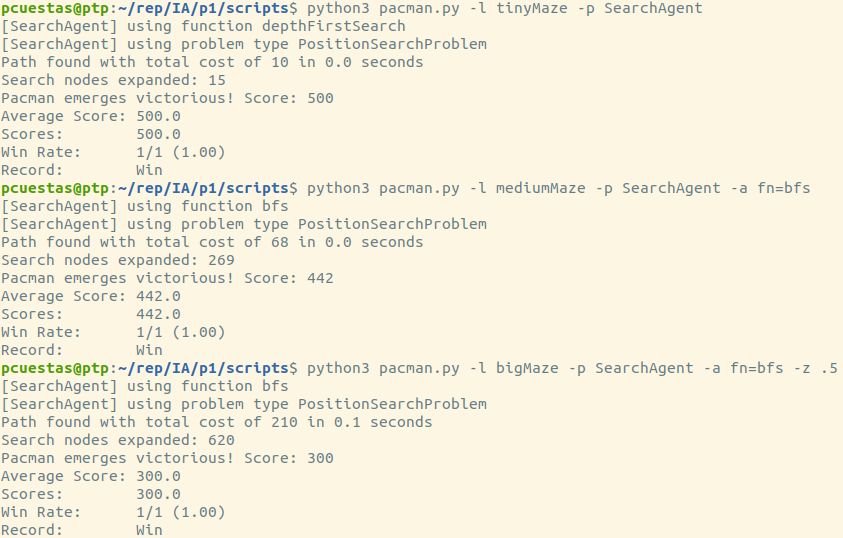 pcuestas@ptp:~/rep/IA/p1/scripts$ python3 pacman.py -l tinyMaze -p SearchAgent
[SearchAgent] using function depthFirstSearch
[SearchAgent] using problem type PositionSearchProblem
Path found with total cost of 10 in 0.0 seconds
Search nodes expanded: 15
Pacman emerges victorious! Score: 500
Average Score: 500.0
Scores:        500.0
Win Rate:      1/1 (1.00)
Record:        Win
pcuestas@ptp:~/rep/IA/p1/scripts$ python3 pacman.py -l mediumMaze -p SearchAgent -a fn=bfs
[SearchAgent] using function bfs
[SearchAgent] using problem type PositionSearchProblem
Path found with total cost of 68 in 0.0 seconds
Search nodes expanded: 269
Pacman emerges victorious! Score: 442
Average Score: 442.0
Scores:        442.0
Win Rate:      1/1 (1.00)
Record:        Win
pcuestas@ptp:~/rep/IA/p1/scripts$ python3 pacman.py -l bigMaze -p SearchAgent -a fn=bfs -z .5
[SearchAgent] using function bfs
[SearchAgent] using problem type PositionSearchProblem
Path found with total cost of 210 in 0.1 seconds
Search nodes expanded: 620
Pacman emerges victorious! Score: 300
Average Score: 300.0
Scores:        300.0
Win Rate:      1/1 (1.00)
Record:        Win